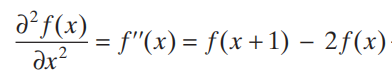 ∂²f(x)/∂x² = f''(x) = f(x+1) − 2f(x)